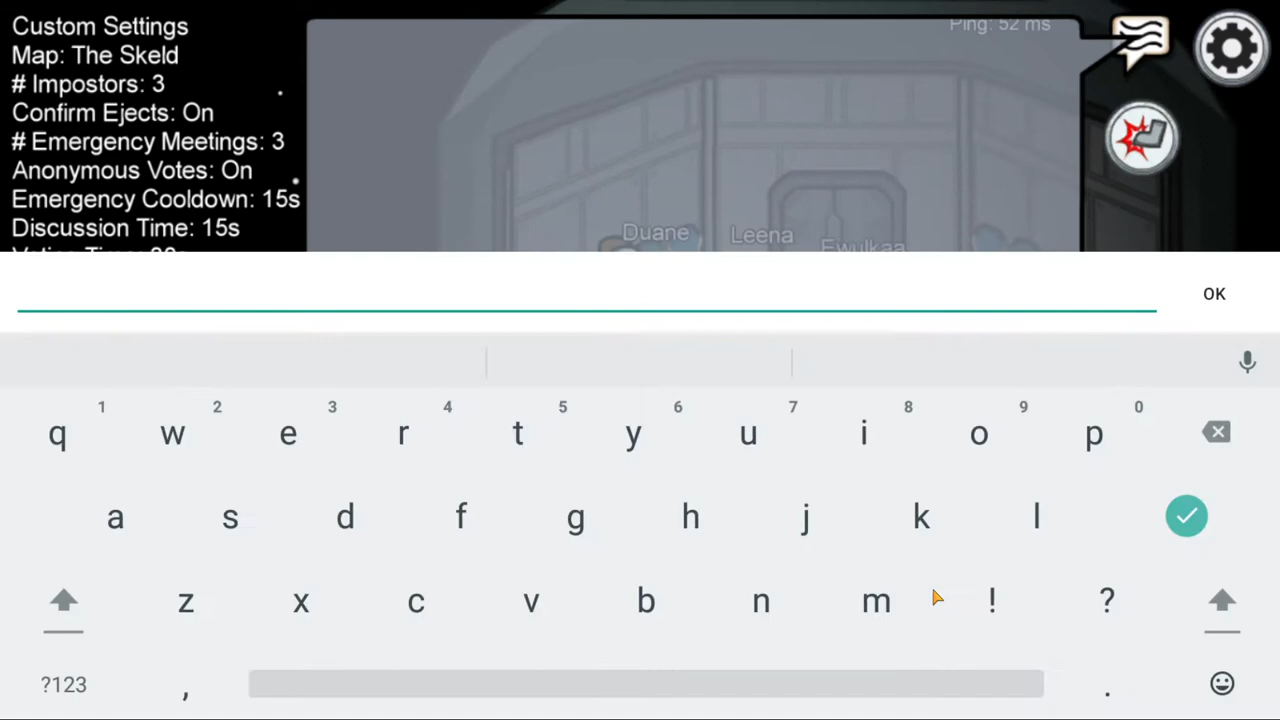 Custom Settings
Map: The Skeld
# Impostors: 3
Confirm Ejects: On
# Emergency Meetings: 3
Anonymous Votes: On
Emergency Cooldown: 15s
Discussion Time: 15s
Ping: 52 ms
Duane
Leena
Ewulkaa
OK
1 2 3 4 5 6 7 8 9 0
q w e r t y u i o p
a s d f g h j k l
z x c v b n m ! ?
?123 , .